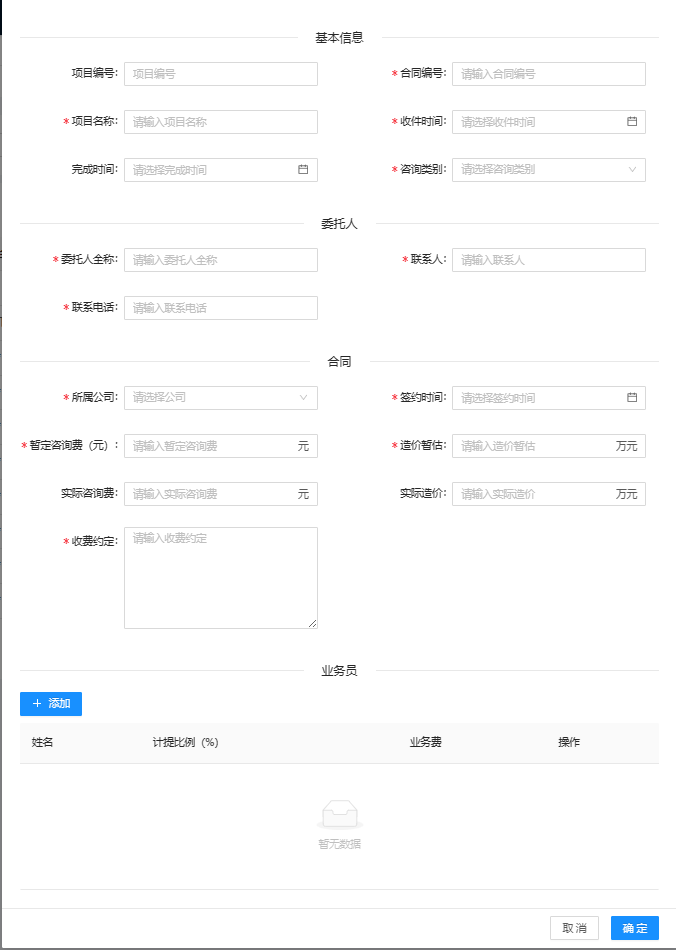 基本信息
项目编号: 项目编号 * 合同编号: 请输入合同编号
* 项目名称: 请输入项目名称 * 收件时间: 请选择收件时间
完成时间: 请选择完成时间 * 咨询类别: 请选择咨询类别
委托人
* 委托人全称: 请输入委托人全称 * 联系人: 请输入联系人
* 联系电话: 请输入联系电话
合同
* 所属公司: 请选择公司 * 签约时间: 请选择签约时间
* 暂定咨询费（元）: 请输入暂定咨询费 元 * 造价暂估: 请输入造价暂估 万元
实际咨询费: 请输入实际咨询费 元 实际造价: 请输入实际造价 万元
* 收费约定: 请输入收费约定
业务员
+ 添加
姓名 计提比例（%） 业务费 操作
暂无数据
取消 确定